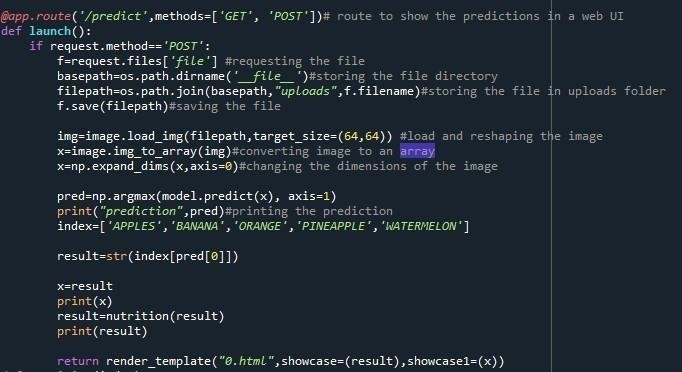 @app.route('/predict',methods=['GET', 'POST'])# route to show the predictions in a web UI
def launch():
    if request.method=='POST':
        f=request.files['file'] #requesting the file
        basepath=os.path.dirname('__file__')#storing the file directory
        filepath=os.path.join(basepath,"uploads",f.filename)#storing the file in uploads folder
        f.save(filepath)#saving the file
        img=image.load_img(filepath,target_size=(64,64)) #load and reshaping the image
        x=image.img_to_array(img)#converting image to an array
        x=np.expand_dims(x,axis=0)#changing the dimensions of the image
        pred=np.argmax(model.predict(x), axis=1)
        print("prediction",pred)#printing the prediction
        index=['APPLES','BANANA','ORANGE','PINEAPPLE','WATERMELON']
        result=str(index[pred[0]])
        x=result
        print(x)
        result=nutrition(result)
        print(result)
        return render_template("0.html",showcase=(result),showcase1=(x))